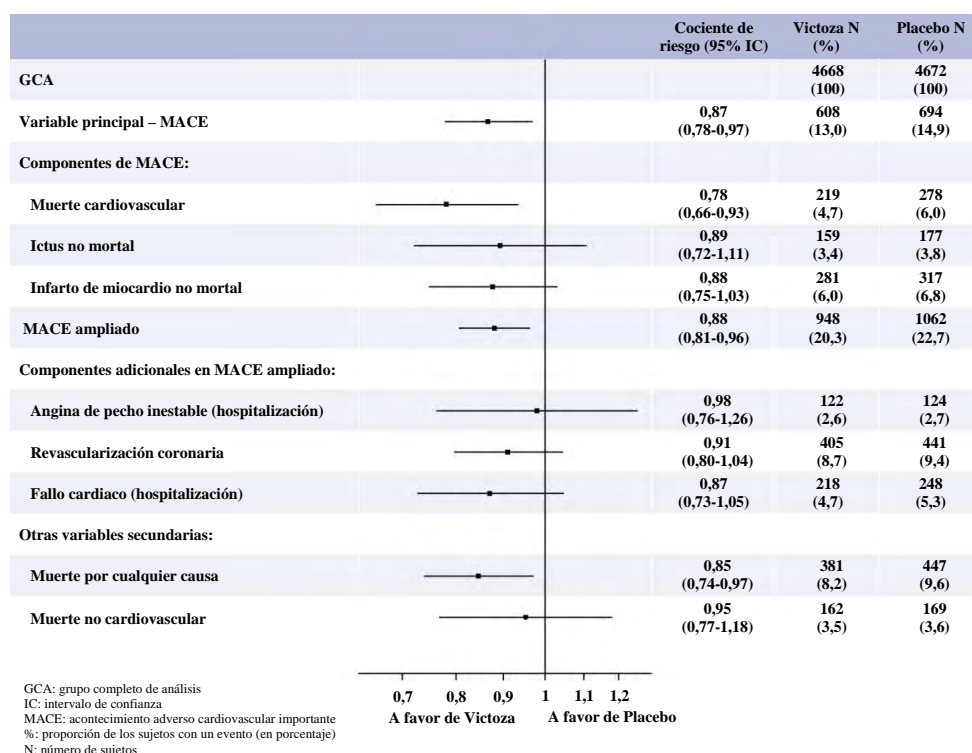 Cociente de riesgo (95% IC) Victoza N (%) Placebo N (%)
GCA 4668 (100) 4672 (100)
Variable principal – MACE 0,87 (0,78-0,97) 608 (13,0) 694 (14,9)
Componentes de MACE:
Muerte cardiovascular 0,78 (0,66-0,93) 219 (4,7) 278 (6,0)
Ictus no mortal 0,89 (0,72-1,11) 159 (3,4) 177 (3,8)
Infarto de miocardio no mortal 0,88 (0,75-1,03) 281 (6,0) 317 (6,8)
MACE ampliado 0,88 (0,81-0,96) 948 (20,3) 1062 (22,7)
Componentes adicionales en MACE ampliado:
Angina de pecho inestable (hospitalización) 0,98 (0,76-1,26) 122 (2,6) 124 (2,7)
Revascularización coronaria 0,91 (0,80-1,04) 405 (8,7) 441 (9,4)
Fallo cardiaco (hospitalización) 0,87 (0,73-1,05) 218 (4,7) 248 (5,3)
Otras variables secundarias:
Muerte por cualquier causa 0,85 (0,74-0,97) 381 (8,2) 447 (9,6)
Muerte no cardiovascular 0,95 (0,77-1,18) 162 (3,5) 169 (3,6)
0,7 0,8 0,9 1 1,1 1,2
A favor de Victoza A favor de Placebo
GCA: grupo completo de análisis
IC: intervalo de confianza
MACE: acontecimiento adverso cardiovascular importante
%: proporción de los sujetos con un evento (en porcentaje)
N: número de sujetos